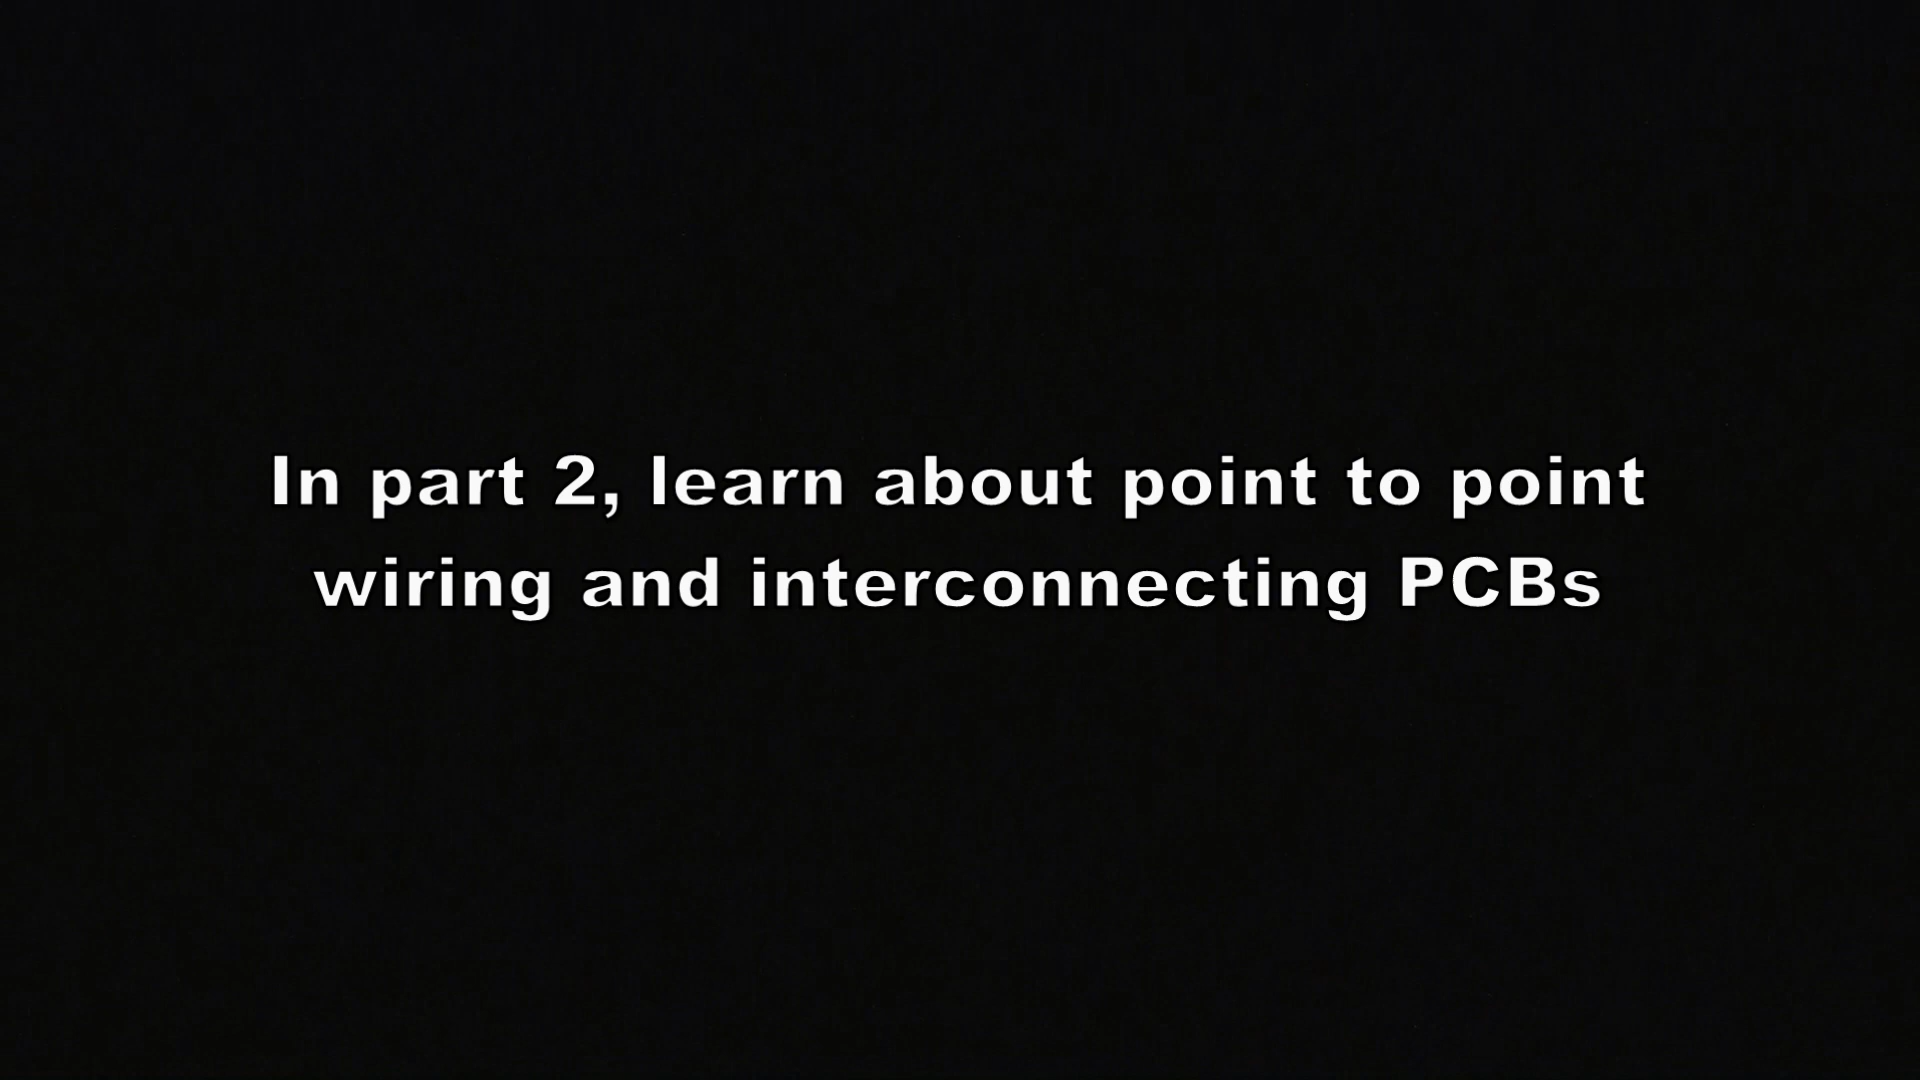 In part 2, learn about point to point
wiring and interconnecting PCBs